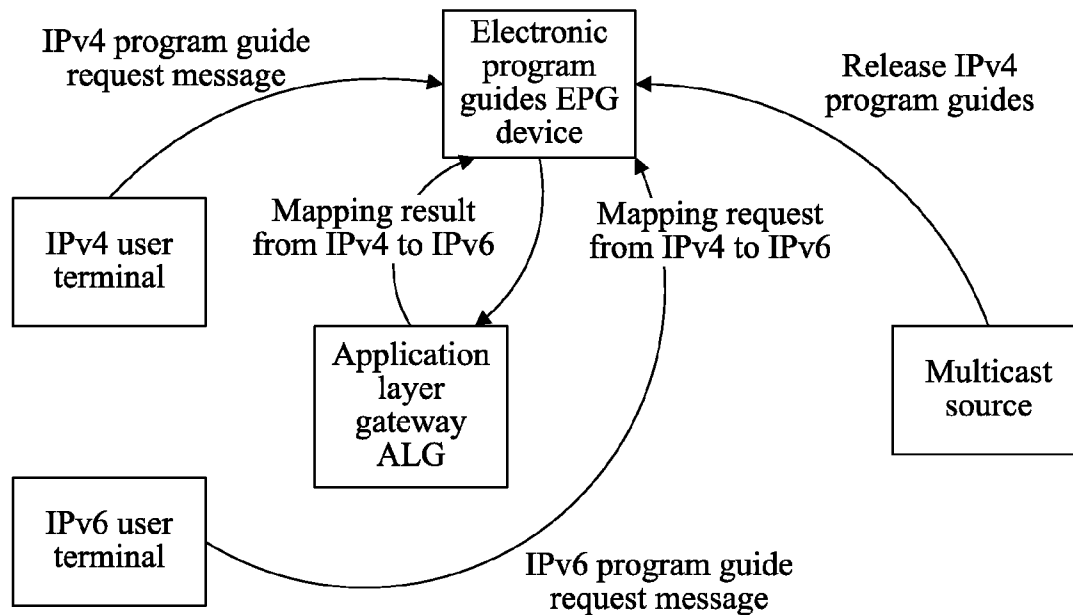 IPv4 program guide
request message
Electronic
program
guides EPG
device
Release IPv4
program guides
IPv4 user
terminal
Mapping result
from IPv4 to IPv6
Mapping request
from IPv4 to IPv6
Application
layer
gateway
ALG
Multicast
source
IPv6 user
terminal
IPv6 program guide
request message